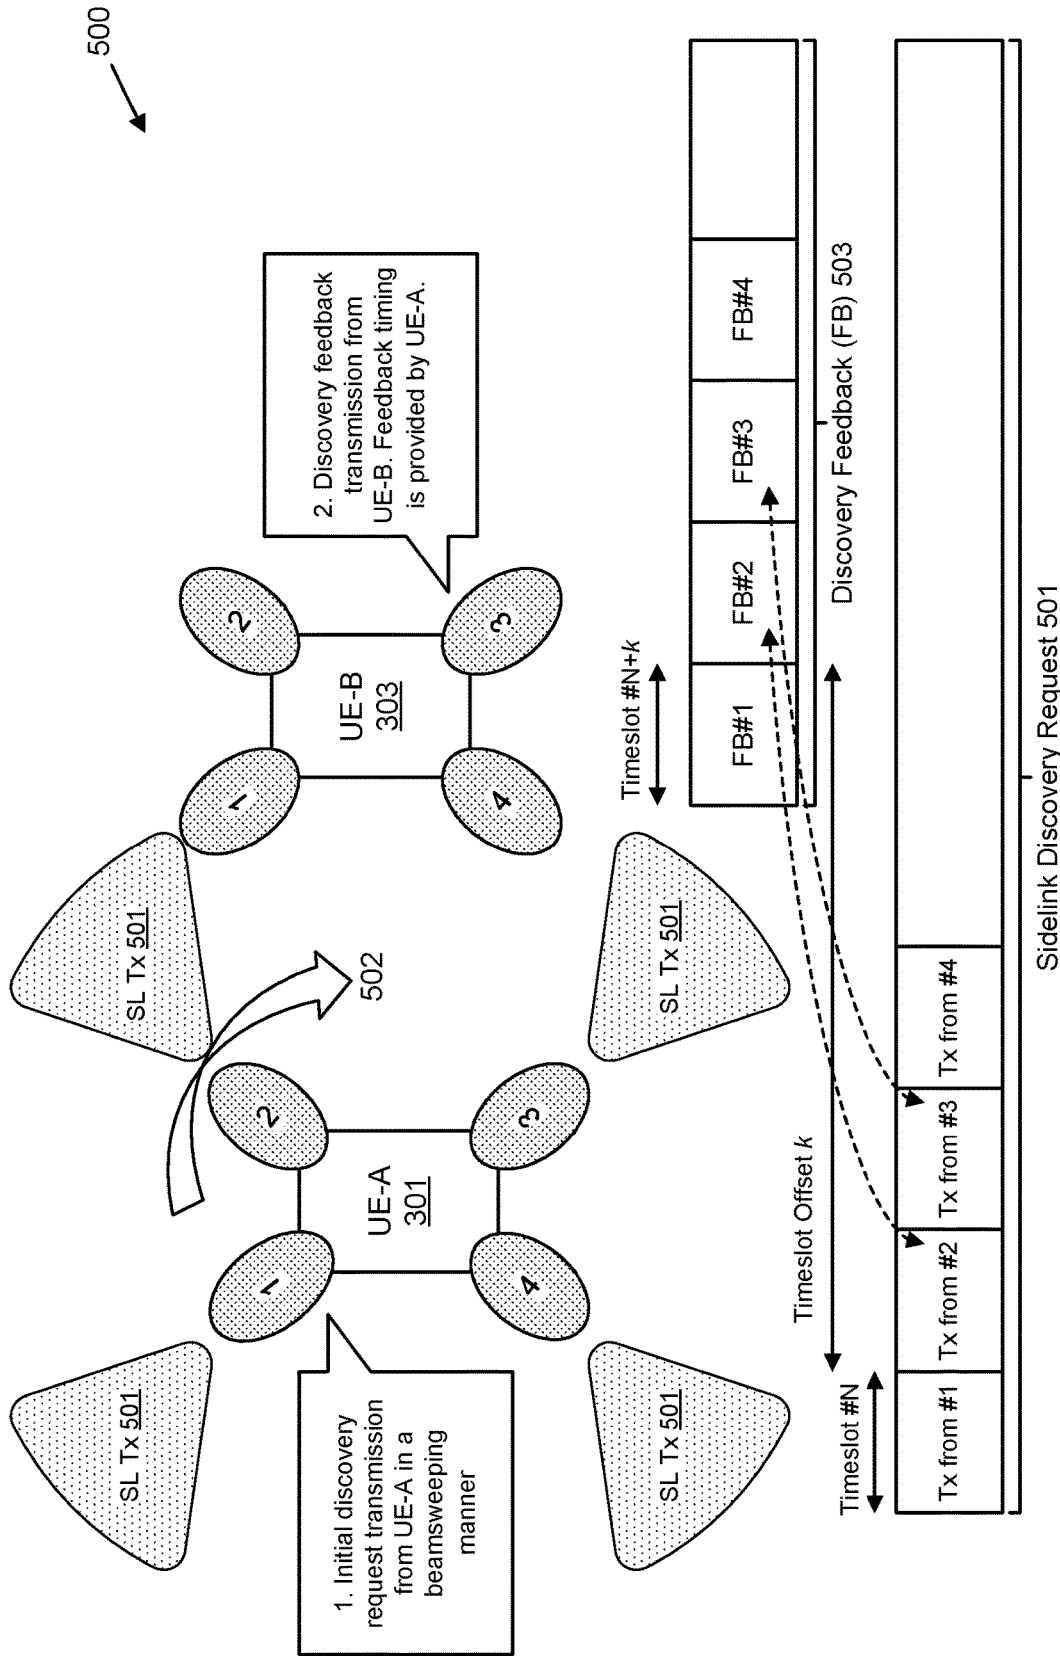 500
SL Tx 501
SL Tx 501
502
1
2
UE-A
301
4
3
1
2
UE-B
303
4
3
1. Initial discovery
request transmission
from UE-A in a
beamsweeping
manner
2. Discovery feedback
transmission from
UE-B. Feedback timing
is provided by UE-A.
SL Tx 501
SL Tx 501
Timeslot #N+k
FB#1
FB#2
FB#3
FB#4
Discovery Feedback (FB) 503
Timeslot #N
Timeslot Offset k
Tx from #1
Tx from #2
Tx from #3
Tx from #4
Sidelink Discovery Request 501